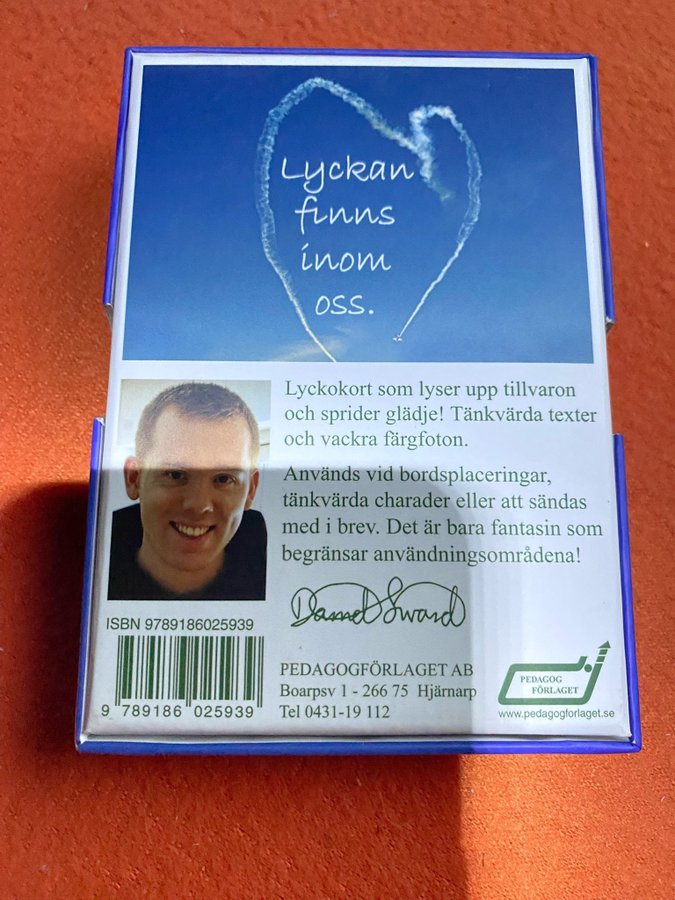 Lyckan
finns
inom
oss.
Lyckokort som lyser upp tillvaron
och sprider glädje! Tänkvärda texter
och vackra färgfoton.
Används vid bordsplaceringar,
tänkvärda charader eller att sändas
med i brev. Det är bara fantasin som
begränsar användningsområdena!
Daniel Sward
ISBN 9789186025939
9 789186 025939
PEDAGOGFÖRLAGET AB
Boarpsv 1 - 266 75 Hjärnarp
Tel 0431-19 112
PEDAGOG
FÖRLAGET
www.pedagogforlaget.se